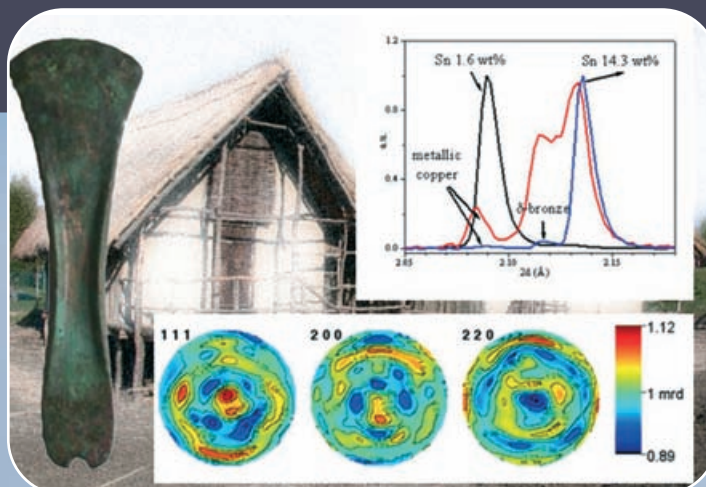 1.2
Sn 1.6 wt%
Sn 14.3 wt%
0.8
a.u.
metallic
copper
0.4
δ-bronze
0.0
2.05 2.10 2.15
2d (Å)
111 200 220
1.12
1 mrd
0.89